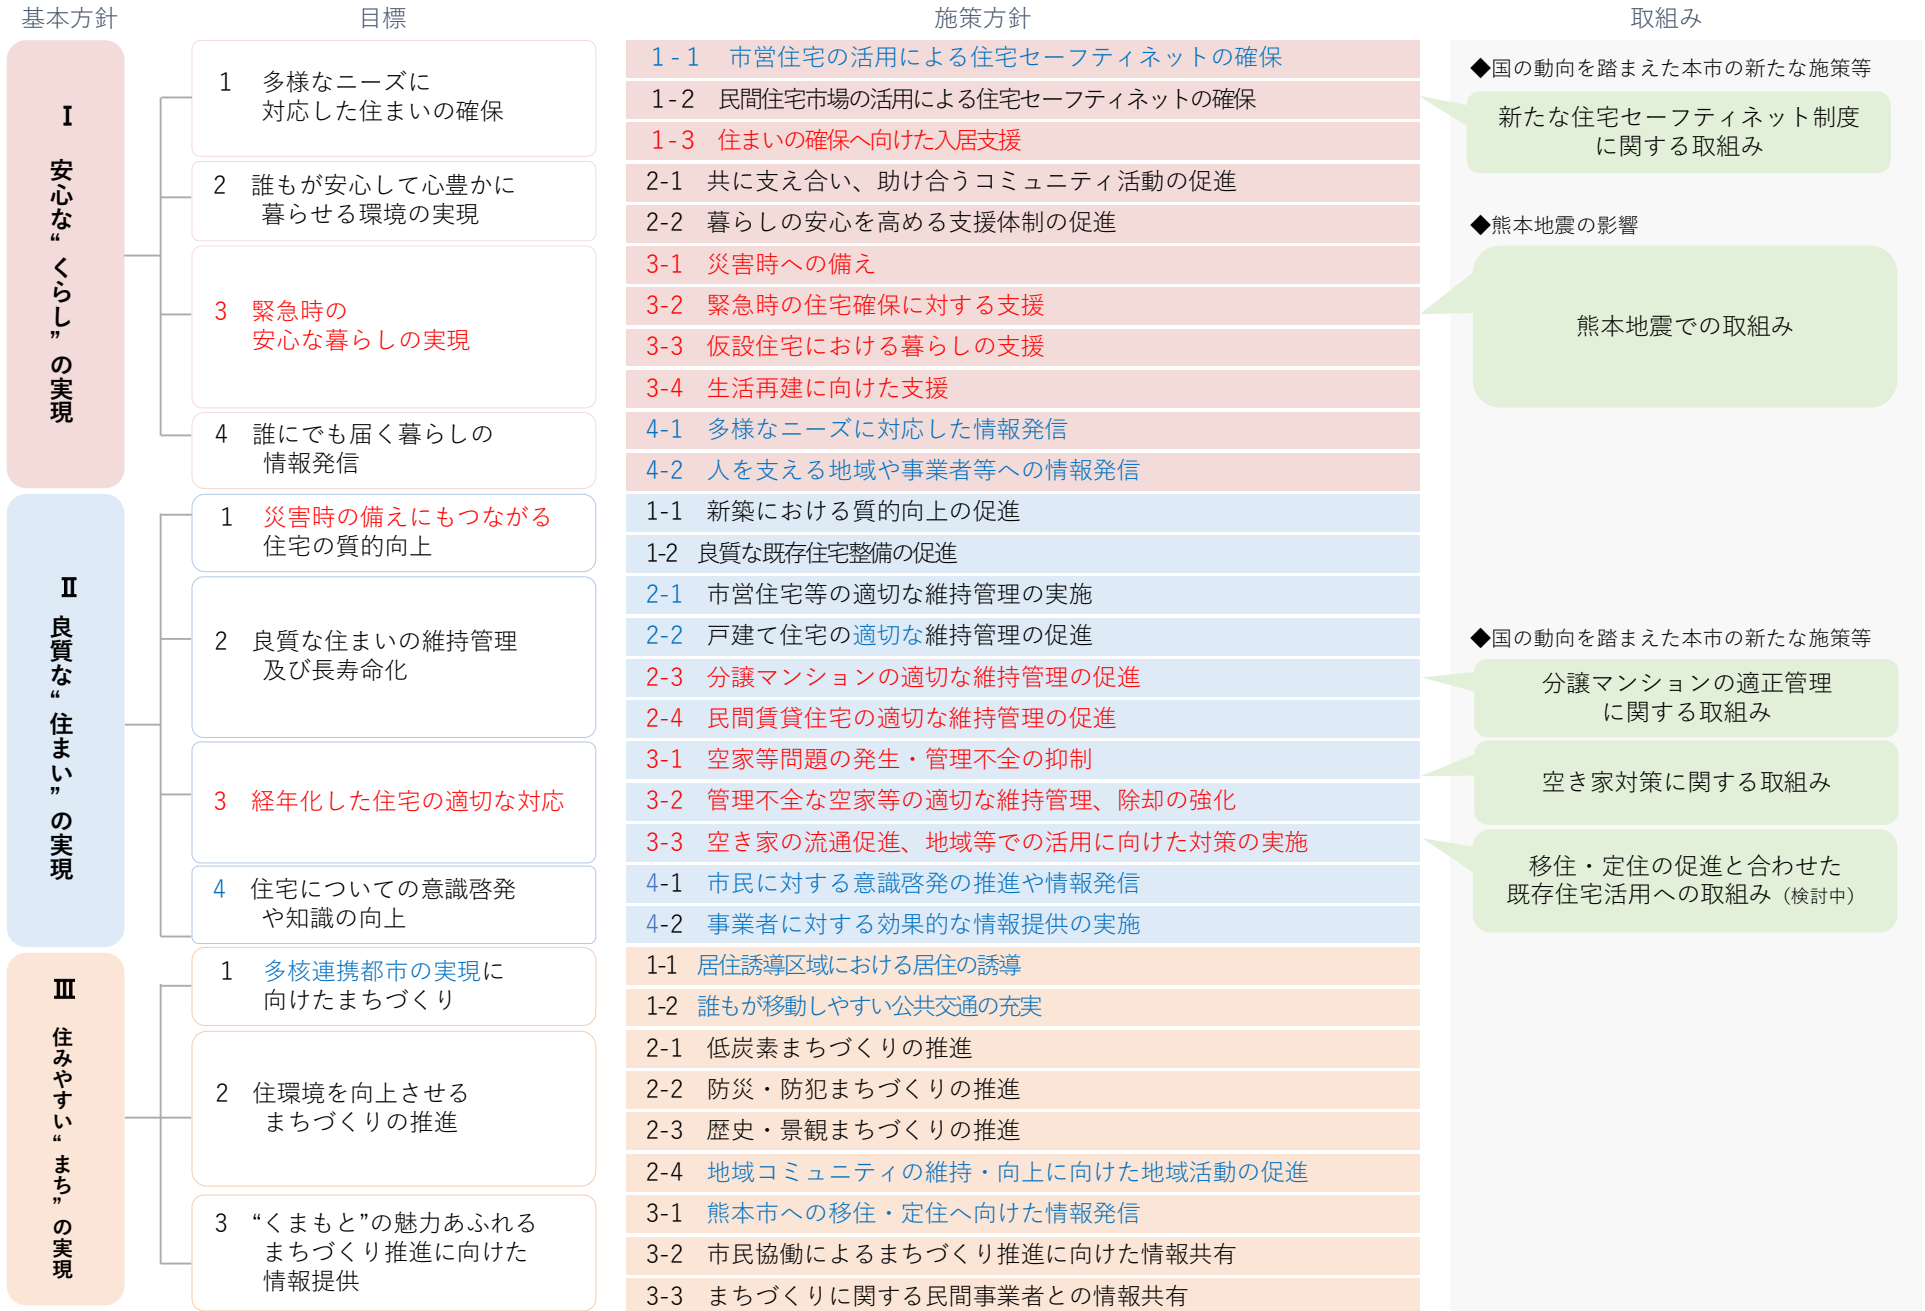 基本方針
目標
施策方針
取組み
Ⅰ 安心な“くらし”の実現
1 多様なニーズに
対応した住まいの確保
2 誰もが安心して心豊かに
暮らせる環境の実現
3 緊急時の
安心な暮らしの実現
4 誰にでも届く暮らしの
情報発信
1-1 市営住宅の活用による住宅セーフティネットの確保
1-2 民間住宅市場の活用による住宅セーフティネットの確保
1-3 住まいの確保へ向けた入居支援
2-1 共に支え合い、助け合うコミュニティ活動の促進
2-2 暮らしの安心を高める支援体制の促進
3-1 災害時への備え
3-2 緊急時の住宅確保に対する支援
3-3 仮設住宅における暮らしの支援
3-4 生活再建に向けた支援
4-1 多様なニーズに対応した情報発信
4-2 人を支える地域や事業者等への情報発信
◆国の動向を踏まえた本市の新たな施策等
新たな住宅セーフティネット制度
に関する取組み
◆熊本地震の影響
熊本地震での取組み
Ⅱ 良質な“住まい”の実現
1 災害時の備えにもつながる
住宅の質的向上
2 良質な住まいの維持管理
及び長寿命化
3 経年化した住宅の適切な対応
4 住宅についての意識啓発
や知識の向上
1-1 新築における質的向上の促進
1-2 良質な既存住宅整備の促進
2-1 市営住宅等の適切な維持管理の実施
2-2 戸建て住宅の適切な維持管理の促進
2-3 分譲マンションの適切な維持管理の促進
2-4 民間賃貸住宅の適切な維持管理の促進
3-1 空家等問題の発生・管理不全の抑制
3-2 管理不全な空家等の適切な維持管理、除却の強化
3-3 空き家の流通促進、地域等での活用に向けた対策の実施
4-1 市民に対する意識啓発の推進や情報発信
4-2 事業者に対する効果的な情報提供の実施
◆国の動向を踏まえた本市の新たな施策等
分譲マンションの適正管理
に関する取組み
空き家対策に関する取組み
移住・定住の促進と合わせた
既存住宅活用への取組み（検討中）
Ⅲ 住みやすい“まち”の実現
1 多核連携都市の実現に
向けたまちづくり
2 住環境を向上させる
まちづくりの推進
3 “くまもと”の魅力あふれる
まちづくり推進に向けた
情報提供
1-1 居住誘導区域における居住の誘導
1-2 誰もが移動しやすい公共交通の充実
2-1 低炭素まちづくりの推進
2-2 防災・防犯まちづくりの推進
2-3 歴史・景観まちづくりの推進
2-4 地域コミュニティの維持・向上に向けた地域活動の促進
3-1 熊本市への移住・定住へ向けた情報発信
3-2 市民協働によるまちづくり推進に向けた情報共有
3-3 まちづくりに関する民間事業者との情報共有